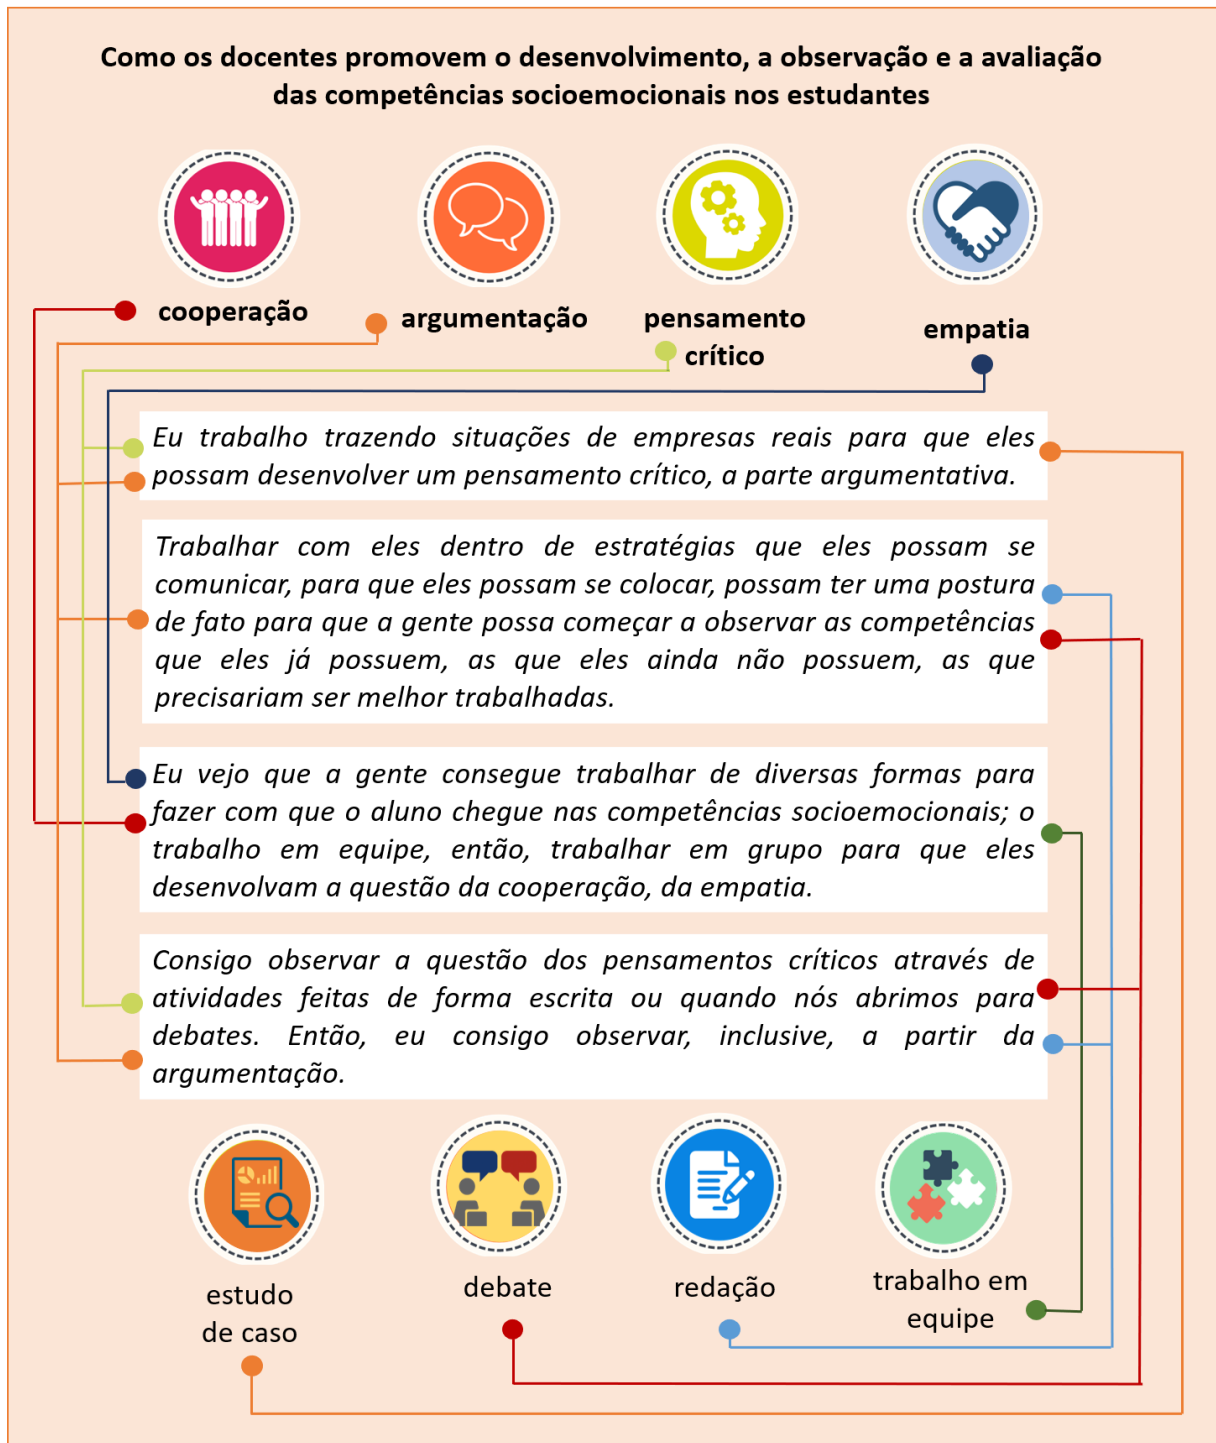 Como os docentes promovem o desenvolvimento, a observação e a avaliação
das competências socioemocionais nos estudantes
cooperação
argumentação
pensamento
crítico
empatia
Eu trabalho trazendo situações de empresas reais para que eles
possam desenvolver um pensamento crítico, a parte argumentativa.
Trabalhar com eles dentro de estratégias que eles possam se
comunicar, para que eles possam se colocar, possam ter uma postura
de fato para que a gente possa começar a observar as competências
que eles já possuem, as que eles ainda não possuem, as que
precisariam ser melhor trabalhadas.
Eu vejo que a gente consegue trabalhar de diversas formas para
fazer com que o aluno chegue nas competências socioemocionais; o
trabalho em equipe, então, trabalhar em grupo para que eles
desenvolvam a questão da cooperação, da empatia.
Consigo observar a questão dos pensamentos críticos através de
atividades feitas de forma escrita ou quando nós abrimos para
debates. Então, eu consigo observar, inclusive, a partir da
argumentação.
estudo
de caso
debate
redação
trabalho em
equipe